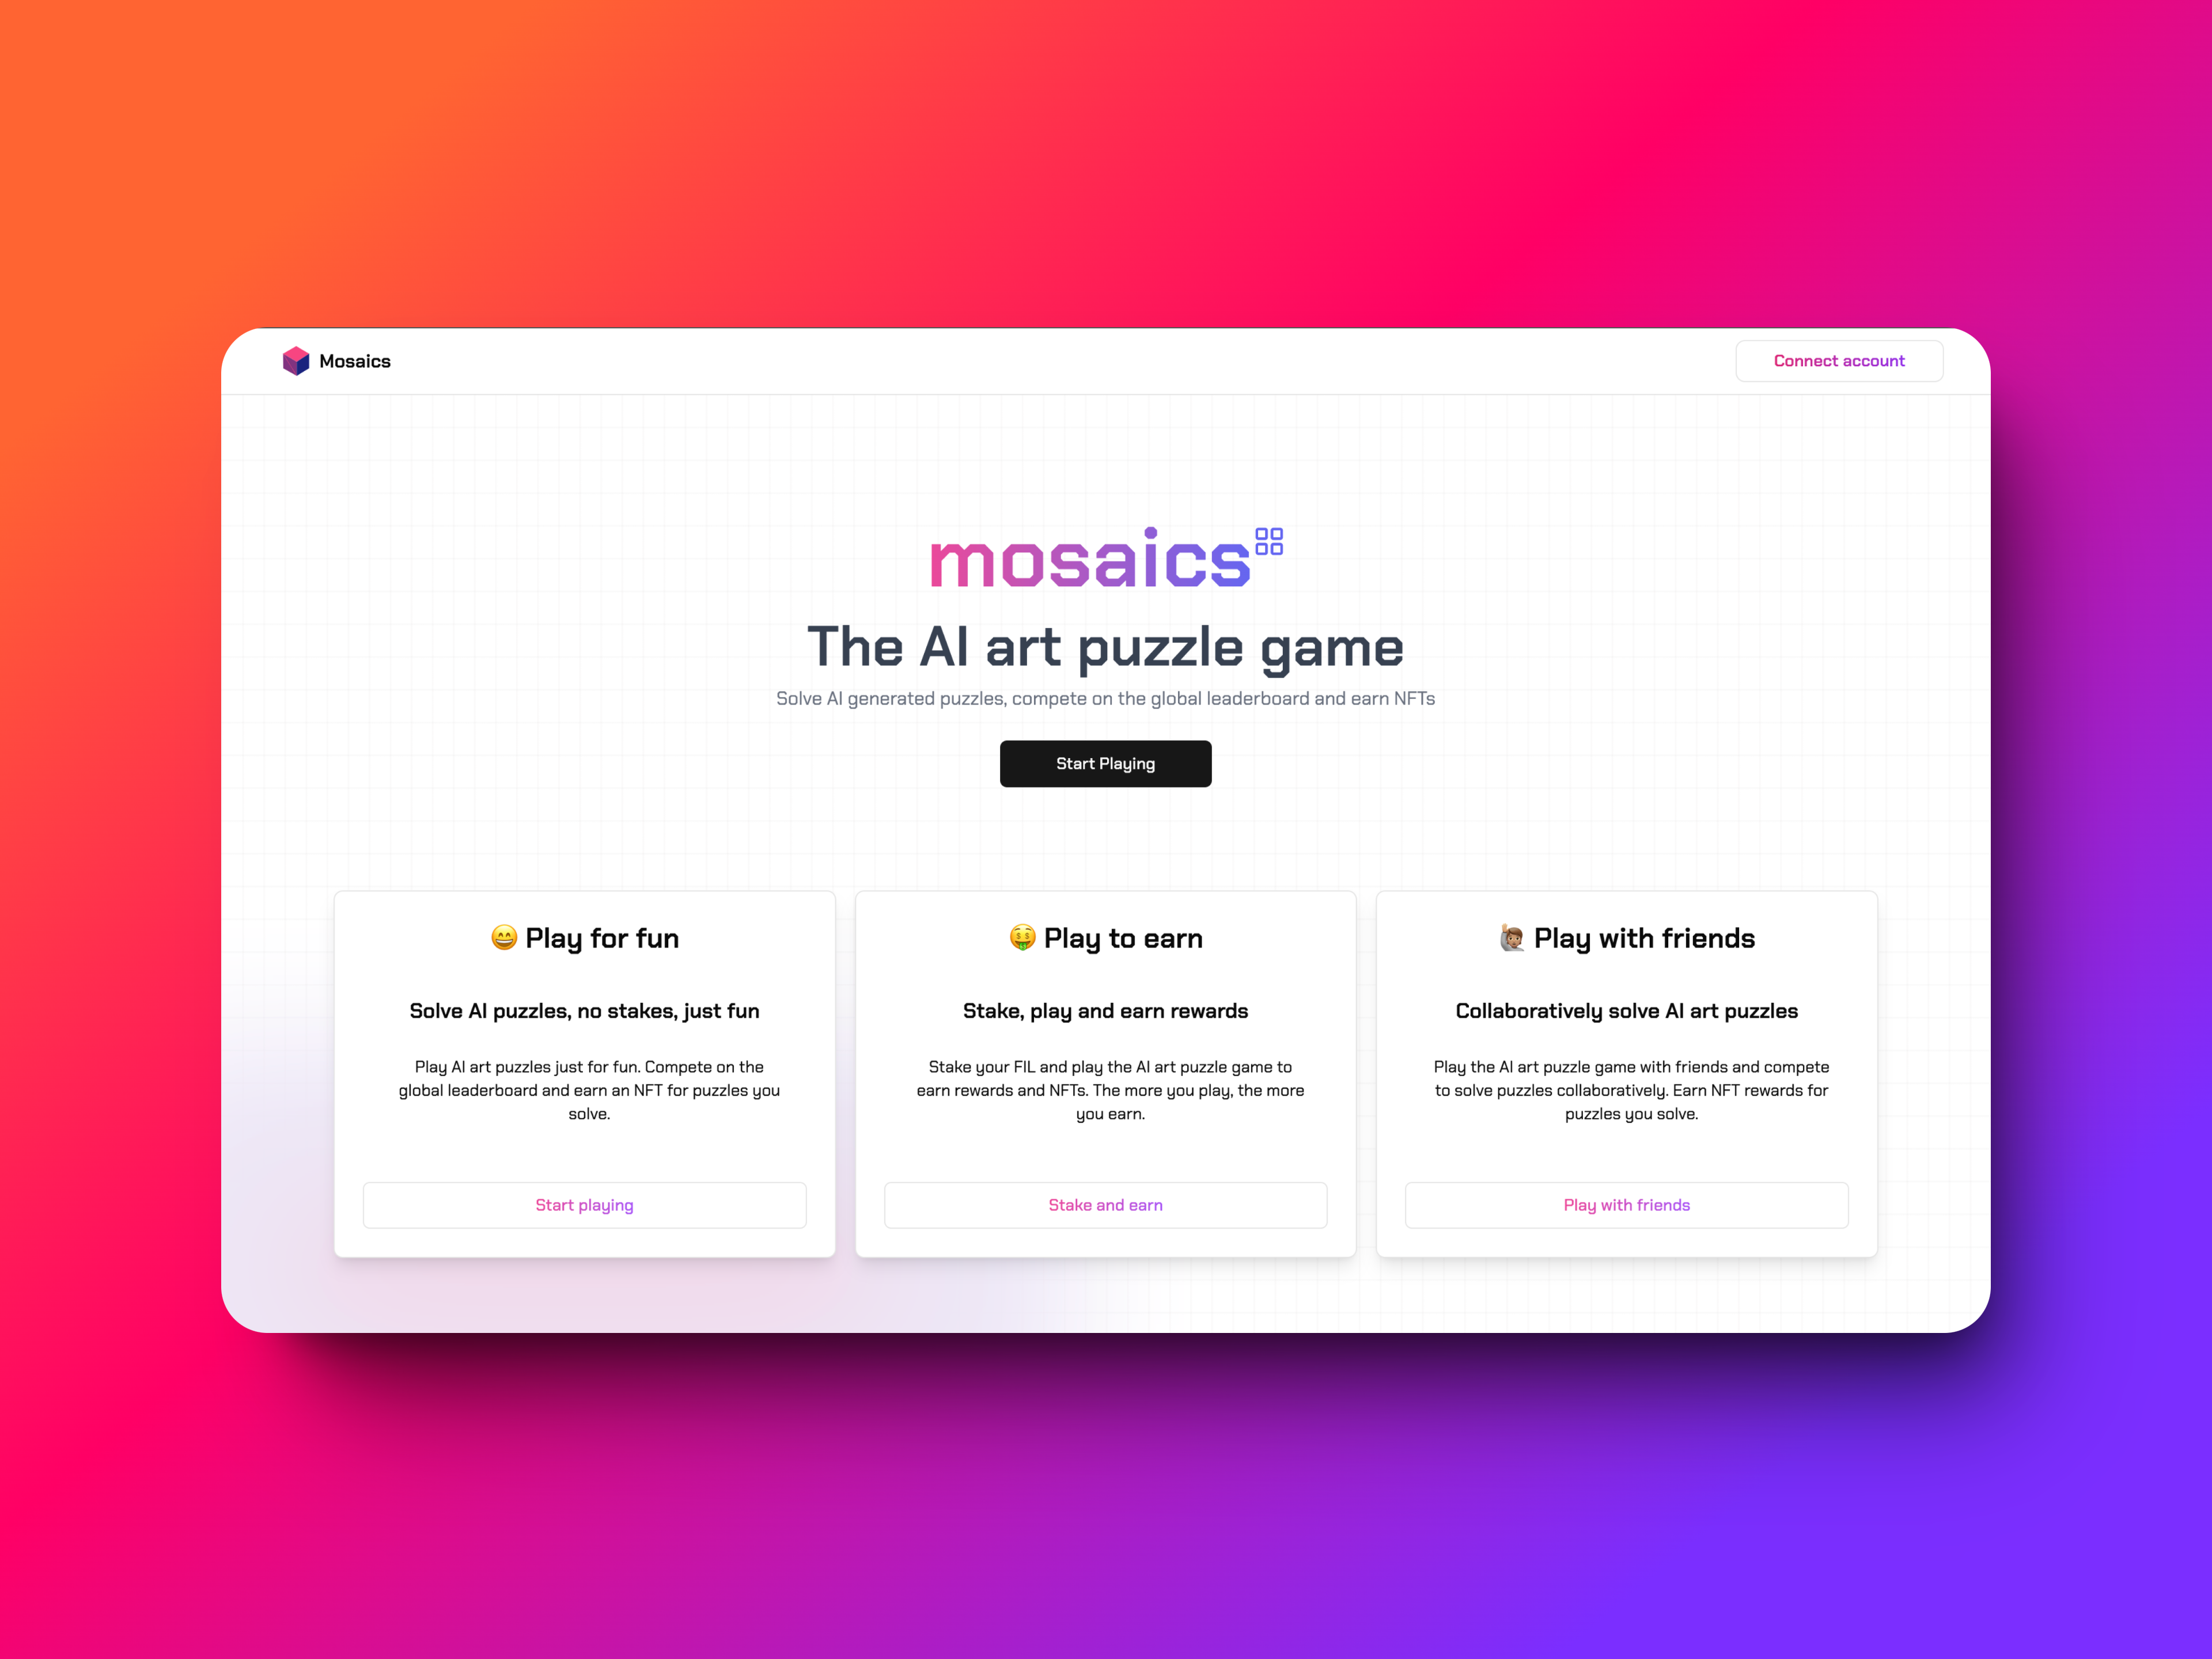 Mosaics
Connect account
mosaics
The AI art puzzle game
Solve AI generated puzzles, compete on the global leaderboard and earn NFTs
Start Playing
😄 Play for fun
Solve AI puzzles, no stakes, just fun
Play AI art puzzles just for fun. Compete on the
global leaderboard and earn an NFT for puzzles you
solve.
Start playing
🤑 Play to earn
Stake, play and earn rewards
Stake your FIL and play the AI art puzzle game to
earn rewards and NFTs. The more you play, the more
you earn.
Stake and earn
🙋🏽 Play with friends
Collaboratively solve AI art puzzles
Play the AI art puzzle game with friends and compete
to solve puzzles collaboratively. Earn NFT rewards for
puzzles you solve.
Play with friends